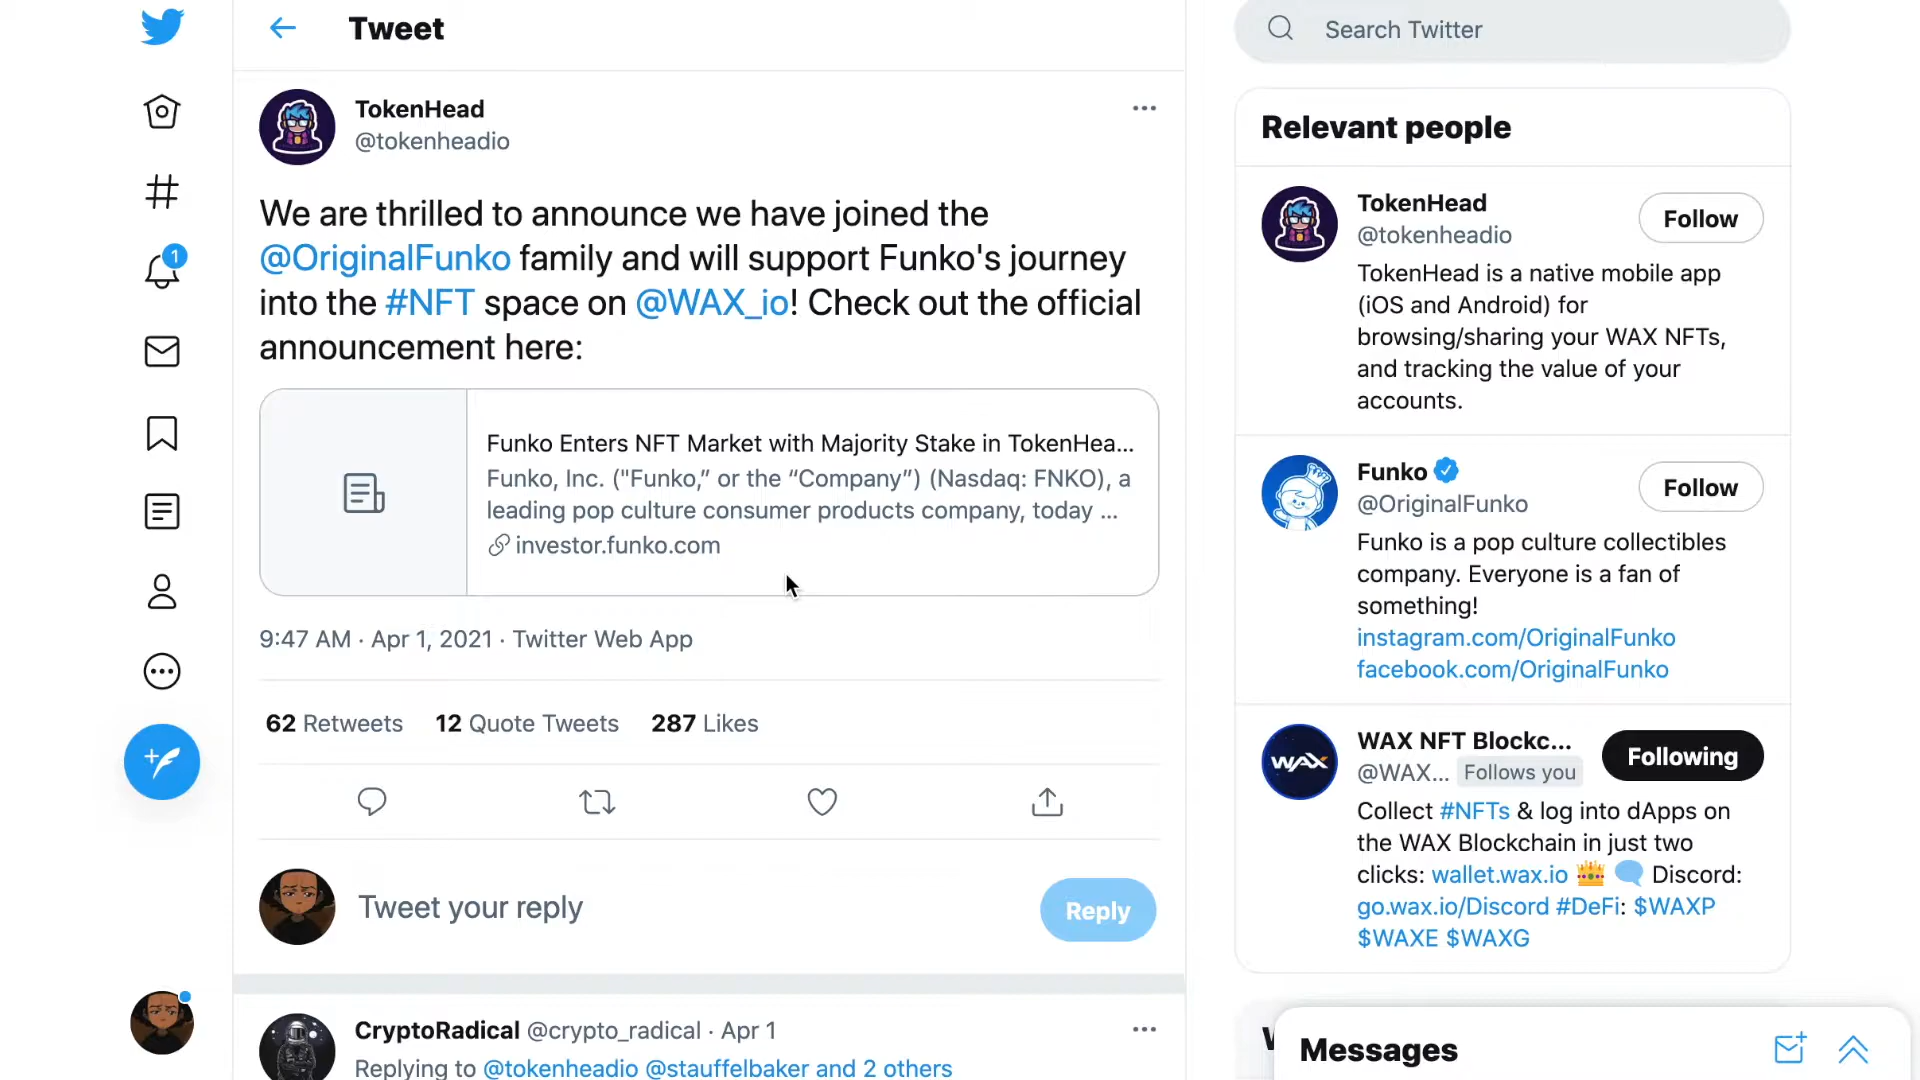 Tweet
Search Twitter
TokenHead
@tokenheadio
We are thrilled to announce we have joined the
@OriginalFunko family and will support Funko's journey
into the #NFT space on @WAX_io! Check out the official
announcement here:
Funko Enters NFT Market with Majority Stake in TokenHea...
Funko, Inc. ("Funko,” or the “Company”) (Nasdaq: FNKO), a
leading pop culture consumer products company, today ...
investor.funko.com
9:47 AM · Apr 1, 2021 · Twitter Web App
62 Retweets 12 Quote Tweets 287 Likes
Tweet your reply
Reply
CryptoRadical @crypto_radical · Apr 1
Replying to @tokenheadio @stauffelbaker and 2 others
1
Relevant people
TokenHead
@tokenheadio
Follow
TokenHead is a native mobile app
(iOS and Android) for
browsing/sharing your WAX NFTs,
and tracking the value of your
accounts.
Funko
@OriginalFunko
Follow
Funko is a pop culture collectibles
company. Everyone is a fan of
something!
instagram.com/OriginalFunko
facebook.com/OriginalFunko
WAX NFT Blockc...
@WAX... Follows you
Following
Collect #NFTs & log into dApps on
the WAX Blockchain in just two
clicks: wallet.wax.io 👑 🗨️ Discord:
go.wax.io/Discord #DeFi: $WAXP
$WAXE $WAXG
WAX
Messages